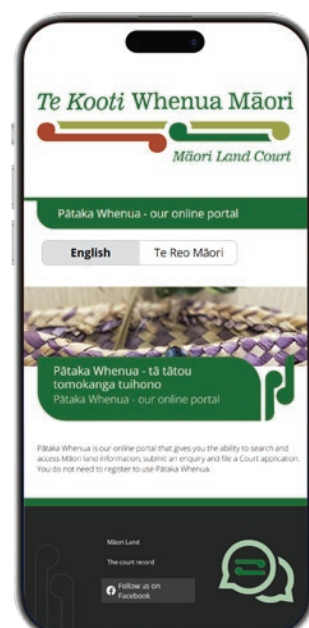 Te Kooti Whenua Māori
Māori Land Court
Pātaka Whenua - our online portal
English Te Reo Māori
Pātaka Whenua - tā tātou
tomokanga tuihono
Pātaka Whenua - our online portal
Pātaka Whenua is our online portal that gives you the ability to search and
access Māori land information, submit an enquiry and file a Court application.
You do not need to register to use Pātaka Whenua.
Māori Land
The court record
Follow us on
Facebook